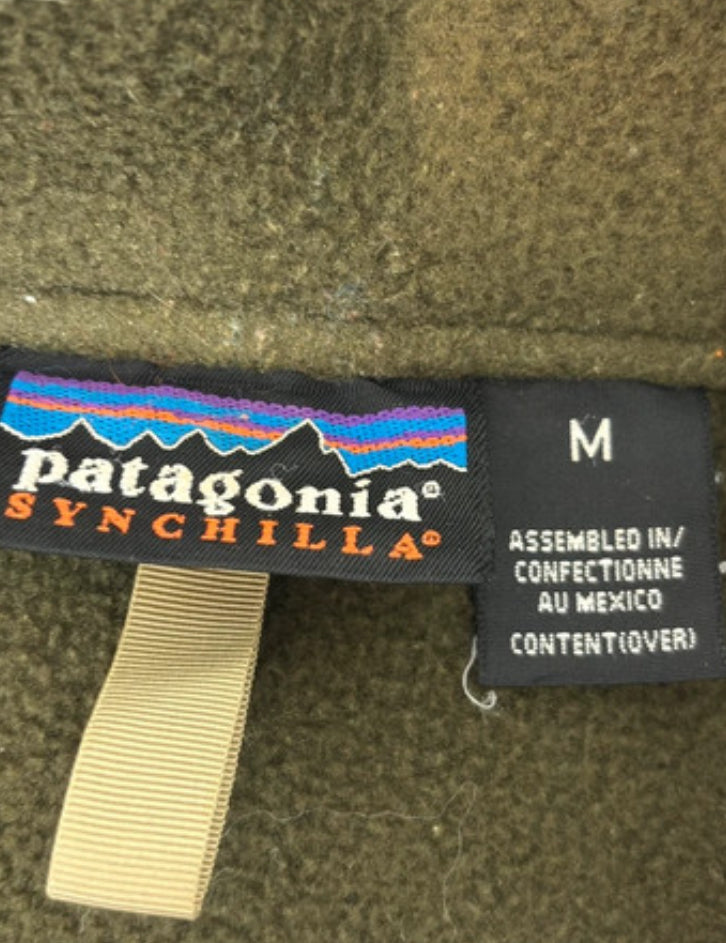 patagonia®
SYNCHILLA®
M
ASSEMBLED IN/
CONFECTIONNE
AU MEXICO
CONTENT(OVER)